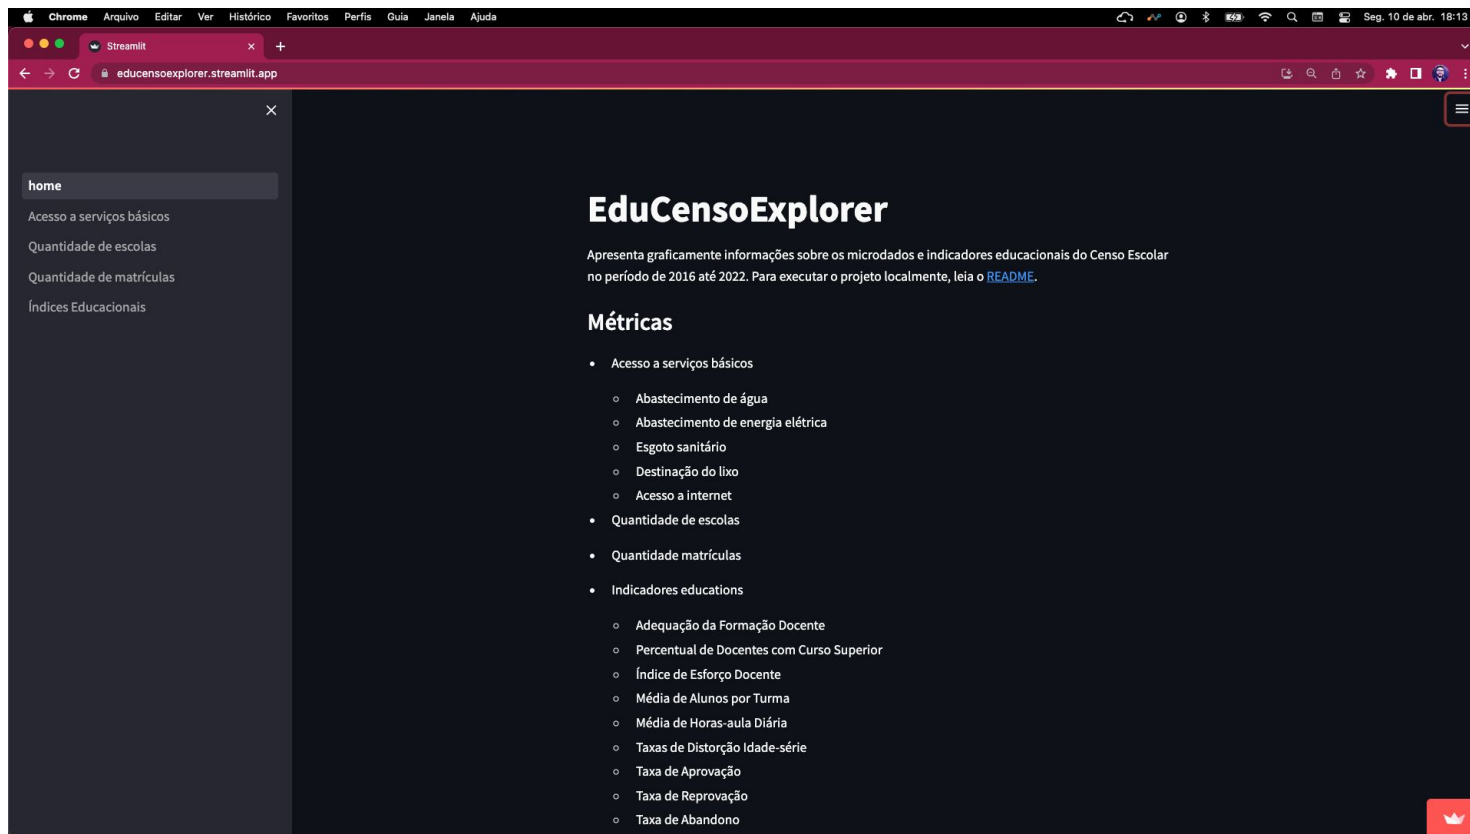 Chrome Arquivo Editar Ver Histórico Favoritos Perfis Guia Janela Ajuda Seg. 10 de abr. 18:13
Streamlit
educensoexplorer.streamlit.app
home
Acesso a serviços básicos
Quantidade de escolas
Quantidade de matrículas
Índices Educacionais
EduCensoExplorer
Apresenta graficamente informações sobre os microdados e indicadores educacionais do Censo Escolar
no período de 2016 até 2022. Para executar o projeto localmente, leia o README.
Métricas
Acesso a serviços básicos
Abastecimento de água
Abastecimento de energia elétrica
Esgoto sanitário
Destinação do lixo
Acesso a internet
Quantidade de escolas
Quantidade matrículas
Indicadores educations
Adequação da Formação Docente
Percentual de Docentes com Curso Superior
Índice de Esforço Docente
Média de Alunos por Turma
Média de Horas-aula Diária
Taxas de Distorção Idade-série
Taxa de Aprovação
Taxa de Reprovação
Taxa de Abandono